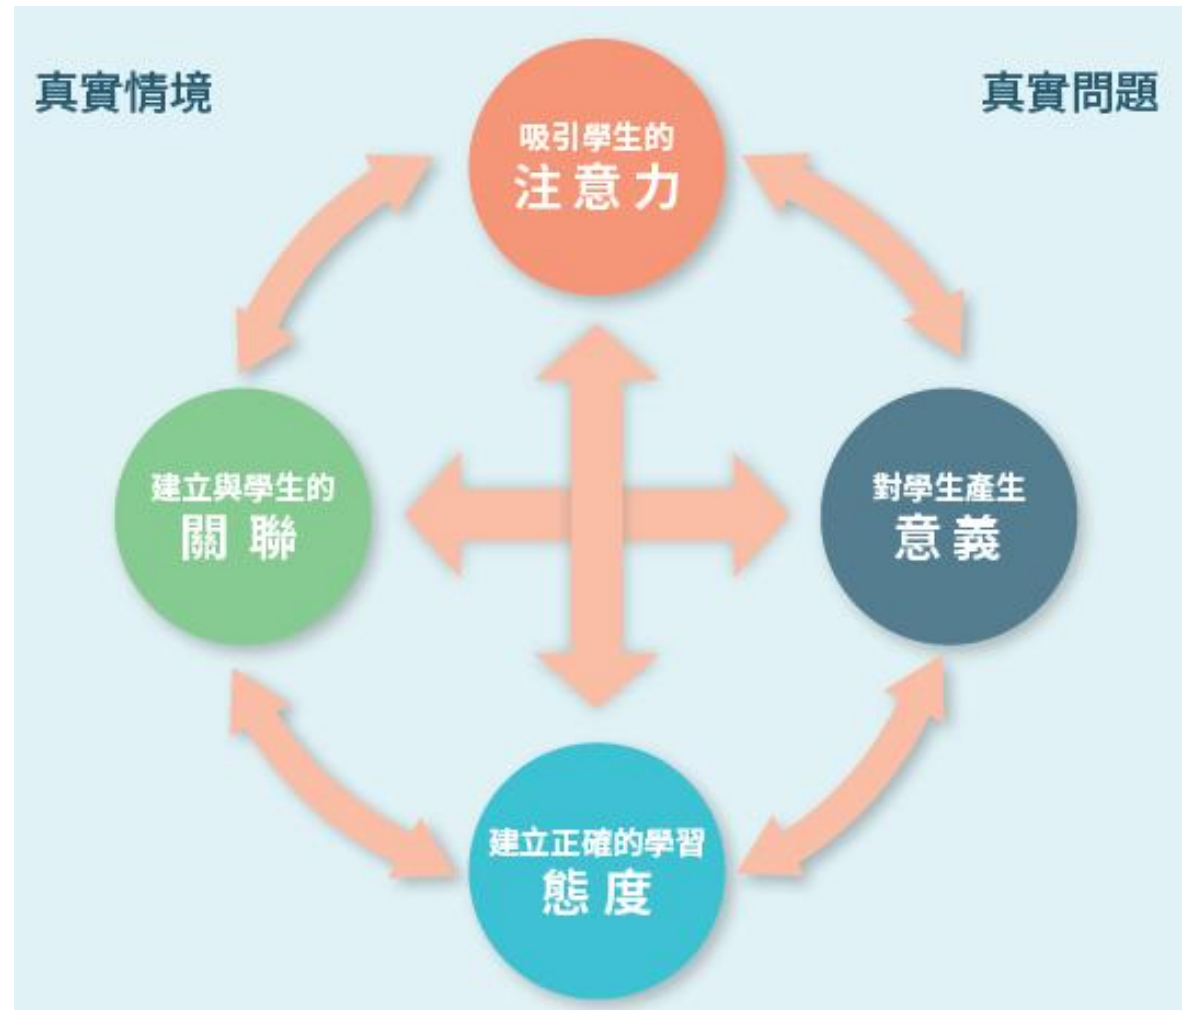 真實情境
真實問題
吸引學生的
注意力
建立與學生的
關聯
對學生產生
意義
建立正確的學習
態度